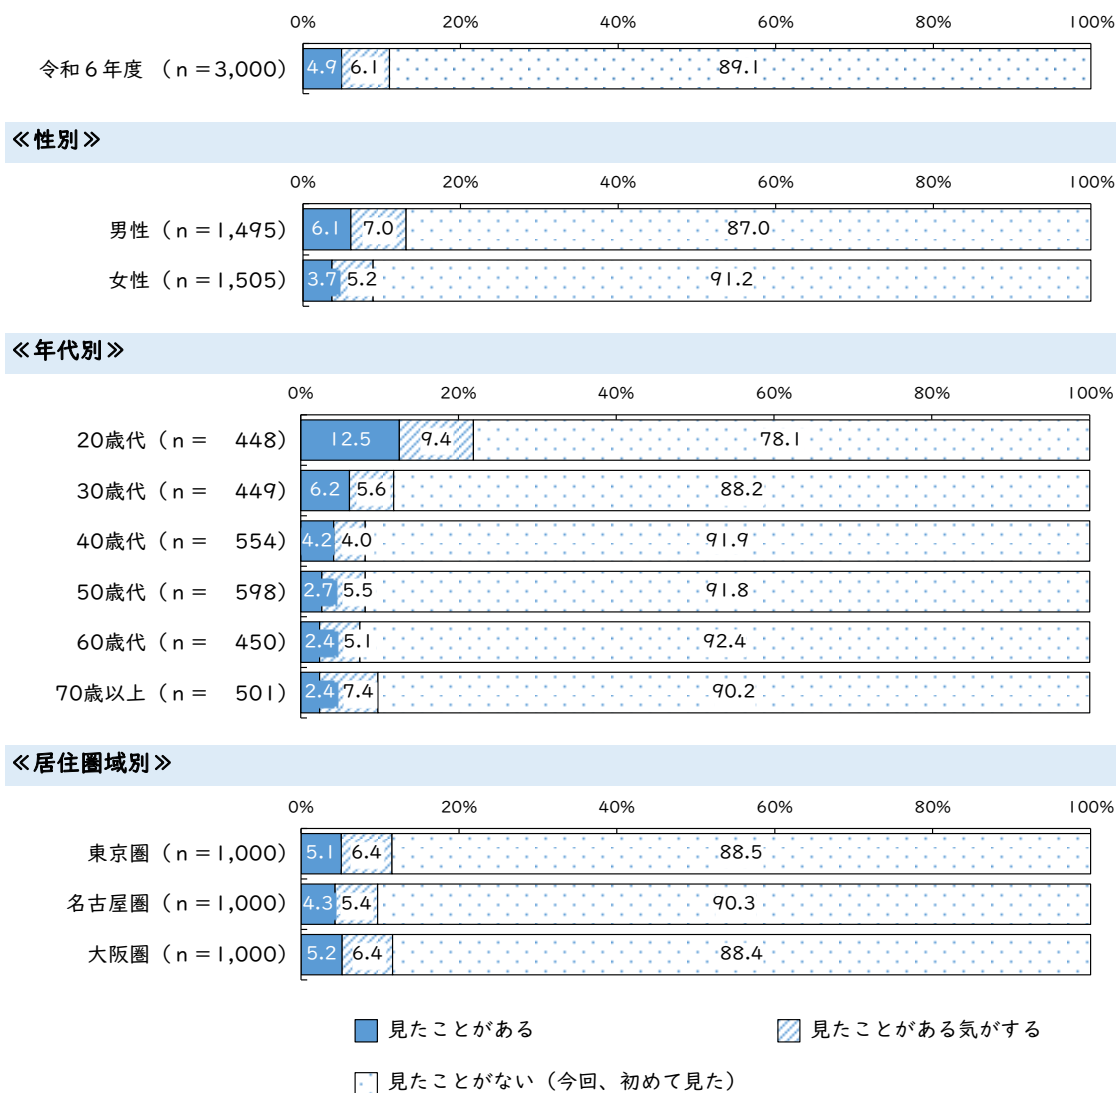 0% 20% 40% 60% 80% 100%
令和６年度 （ｎ＝3,000） 4.9 6.1 89.1
≪性別≫
0% 20% 40% 60% 80% 100%
男性（ｎ＝1,495） 6.1 7.0 87.0
女性（ｎ＝1,505） 3.7 5.2 91.2
≪年代別≫
0% 20% 40% 60% 80% 100%
20歳代（ｎ＝ 448） 12.5 9.4 78.1
30歳代（ｎ＝ 449） 6.2 5.6 88.2
40歳代（ｎ＝ 554） 4.2 4.0 91.9
50歳代（ｎ＝ 598） 2.7 5.5 91.8
60歳代（ｎ＝ 450） 2.4 5.1 92.4
70歳以上（ｎ＝ 501） 2.4 7.4 90.2
≪居住圏域別≫
0% 20% 40% 60% 80% 100%
東京圏（ｎ＝1,000） 5.1 6.4 88.5
名古屋圏（ｎ＝1,000） 4.3 5.4 90.3
大阪圏（ｎ＝1,000） 5.2 6.4 88.4
見たことがある 見たことがある気がする
見たことがない（今回、初めて見た）